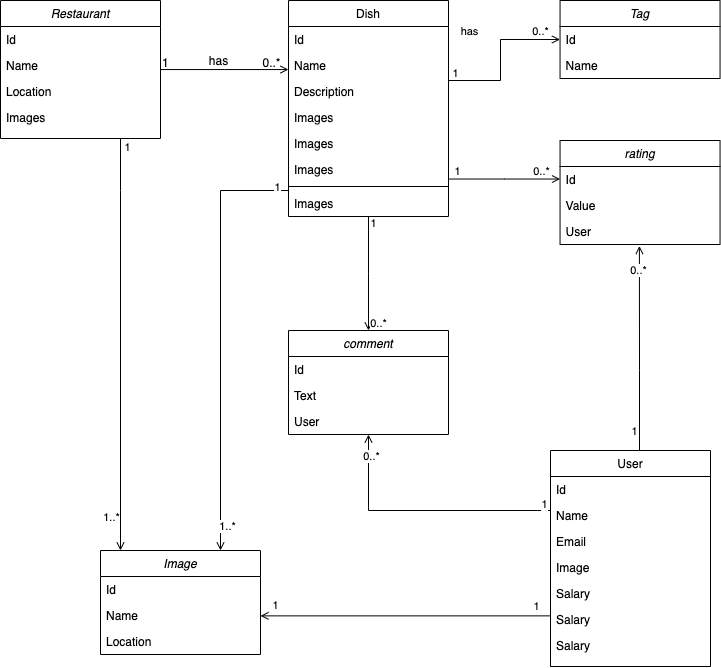 Restaurant
Id
Name
Location
Images
1
has
0..*
Dish
Id
Name
Description
Images
Images
Images
Images
has
1
0..*
Tag
Id
Name
1
0..*
rating
Id
Value
User
1
1
1
0..*
0..*
comment
Id
Text
User
0..*
1
1
User
Id
Name
Email
Image
Salary
Salary
Salary
1..*
1..*
Image
Id
Name
Location
1
1